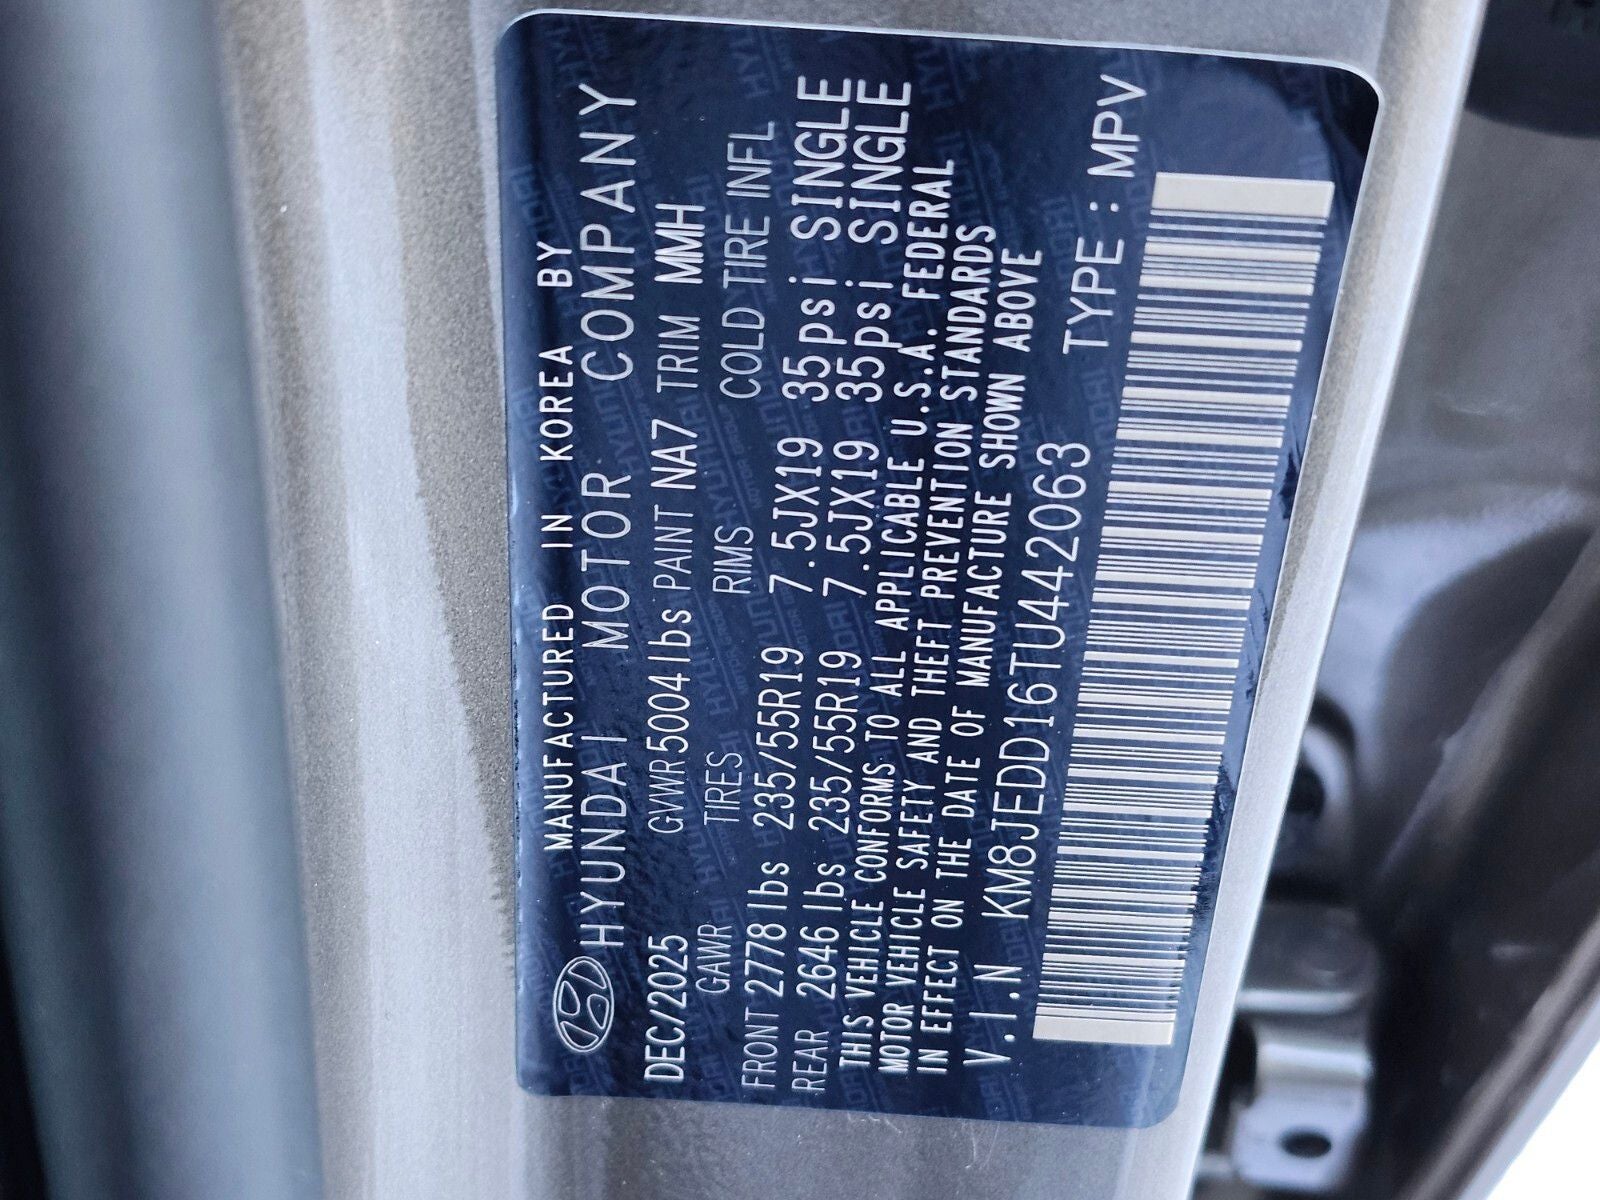 MANUFACTURED IN KOREA BY
HYUNDAI MOTOR COMPANY
DEC/2025 GVWR 5004 lbs PAINT NA7 TRIM MMH
GAWR TIRES RIMS COLD TIRE INFL
FRONT 2778 lbs 235/55R19 7.5JX19 35psi SINGLE
REAR 2646 lbs 235/55R19 7.5JX19 35psi SINGLE
THIS VEHICLE CONFORMS TO ALL APPLICABLE U.S.A. FEDERAL
MOTOR VEHICLE SAFETY AND THEFT PREVENTION STANDARDS
IN EFFECT ON THE DATE OF MANUFACTURE SHOWN ABOVE
V.I.N KM8JEDD16TU442063 TYPE : MPV